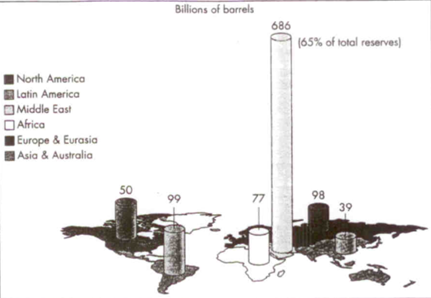 Billions of barrels
686
(65% of total reserves)
North America
Latin America
Middle East
Africa
Europe & Eurasia
Asia & Australia
50
99
77
98
39